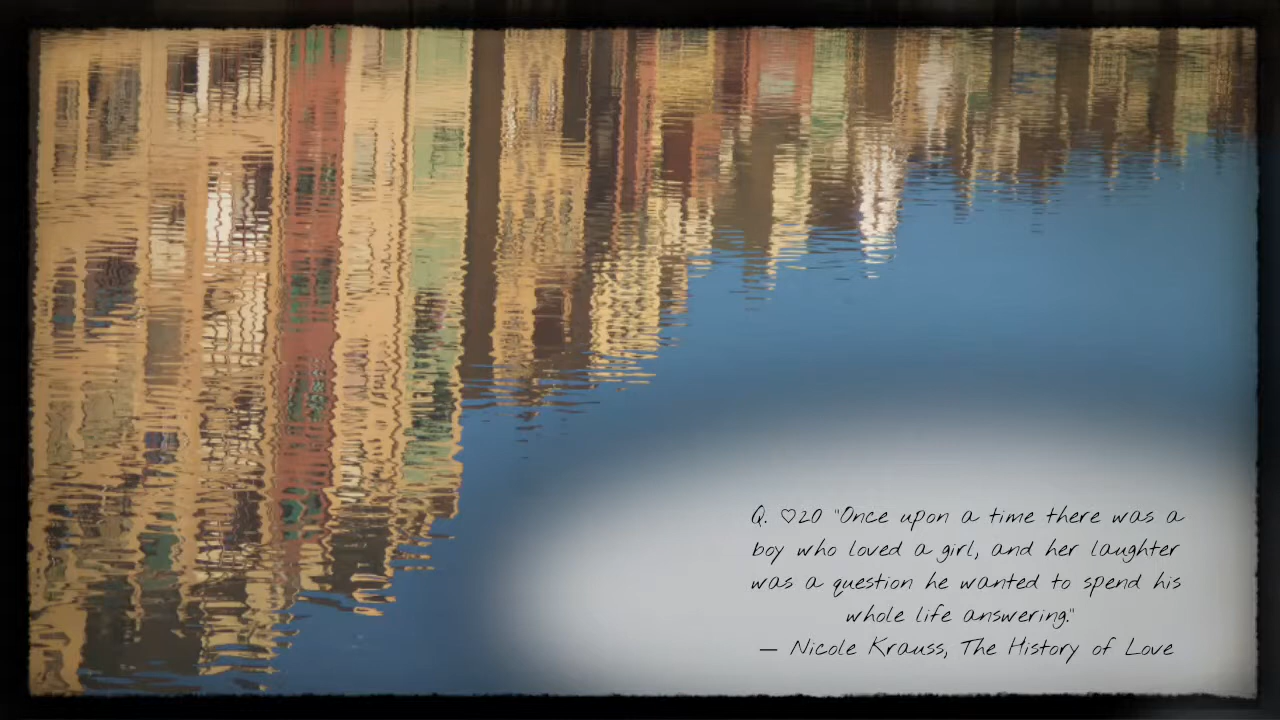 Q. ♡20 "Once upon a time there was a
boy who loved a girl, and her laughter
was a question he wanted to spend his
whole life answering."
— Nicole Krauss, The History of Love